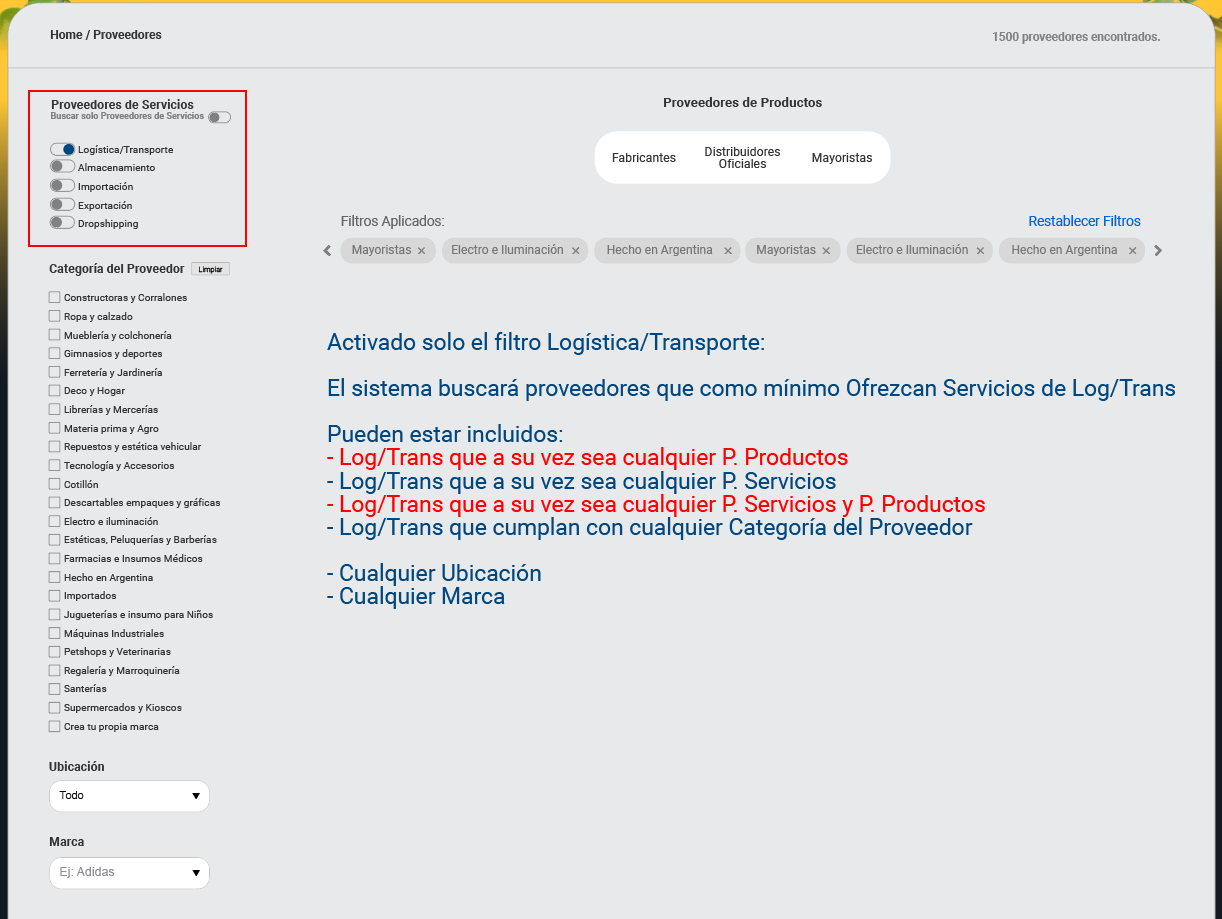 Home / Proveedores
1500 proveedores encontrados.
Proveedores de Servicios
Buscar solo Proveedores de Servicios
Logística/Transporte
Almacenamiento
Importación
Exportación
Dropshipping
Categoría del Proveedor
Limpiar
Constructoras y Corralones
Ropa y calzado
Mueblería y colchonería
Gimnasios y deportes
Ferretería y Jardinería
Deco y Hogar
Librerías y Mercerías
Materia prima y Agro
Repuestos y estética vehicular
Tecnología y Accesorios
Cotillón
Descartables empaques y gráficas
Electro e iluminación
Estéticas, Peluquerías y Barberías
Farmacias e Insumos Médicos
Hecho en Argentina
Importados
Jugueterías e insumo para Niños
Máquinas Industriales
Petshops y Veterinarias
Regalería y Marroquinería
Santerías
Supermercados y Kioscos
Crea tu propia marca
Ubicación
Todo
Marca
Ej: Adidas
Proveedores de Productos
Fabricantes
Distribuidores
Oficiales
Mayoristas
Filtros Aplicados:
Restablecer Filtros
Mayoristas ×
Electro e Iluminación ×
Hecho en Argentina ×
Mayoristas ×
Electro e Iluminación ×
Hecho en Argentina ×
Activado solo el filtro Logística/Transporte:
El sistema buscará proveedores que como mínimo Ofrezcan Servicios de Log/Trans
Pueden estar incluidos:
- Log/Trans que a su vez sea cualquier P. Productos
- Log/Trans que a su vez sea cualquier P. Servicios
- Log/Trans que a su vez sea cualquier P. Servicios y P. Productos
- Log/Trans que cumplan con cualquier Categoría del Proveedor
- Cualquier Ubicación
- Cualquier Marca